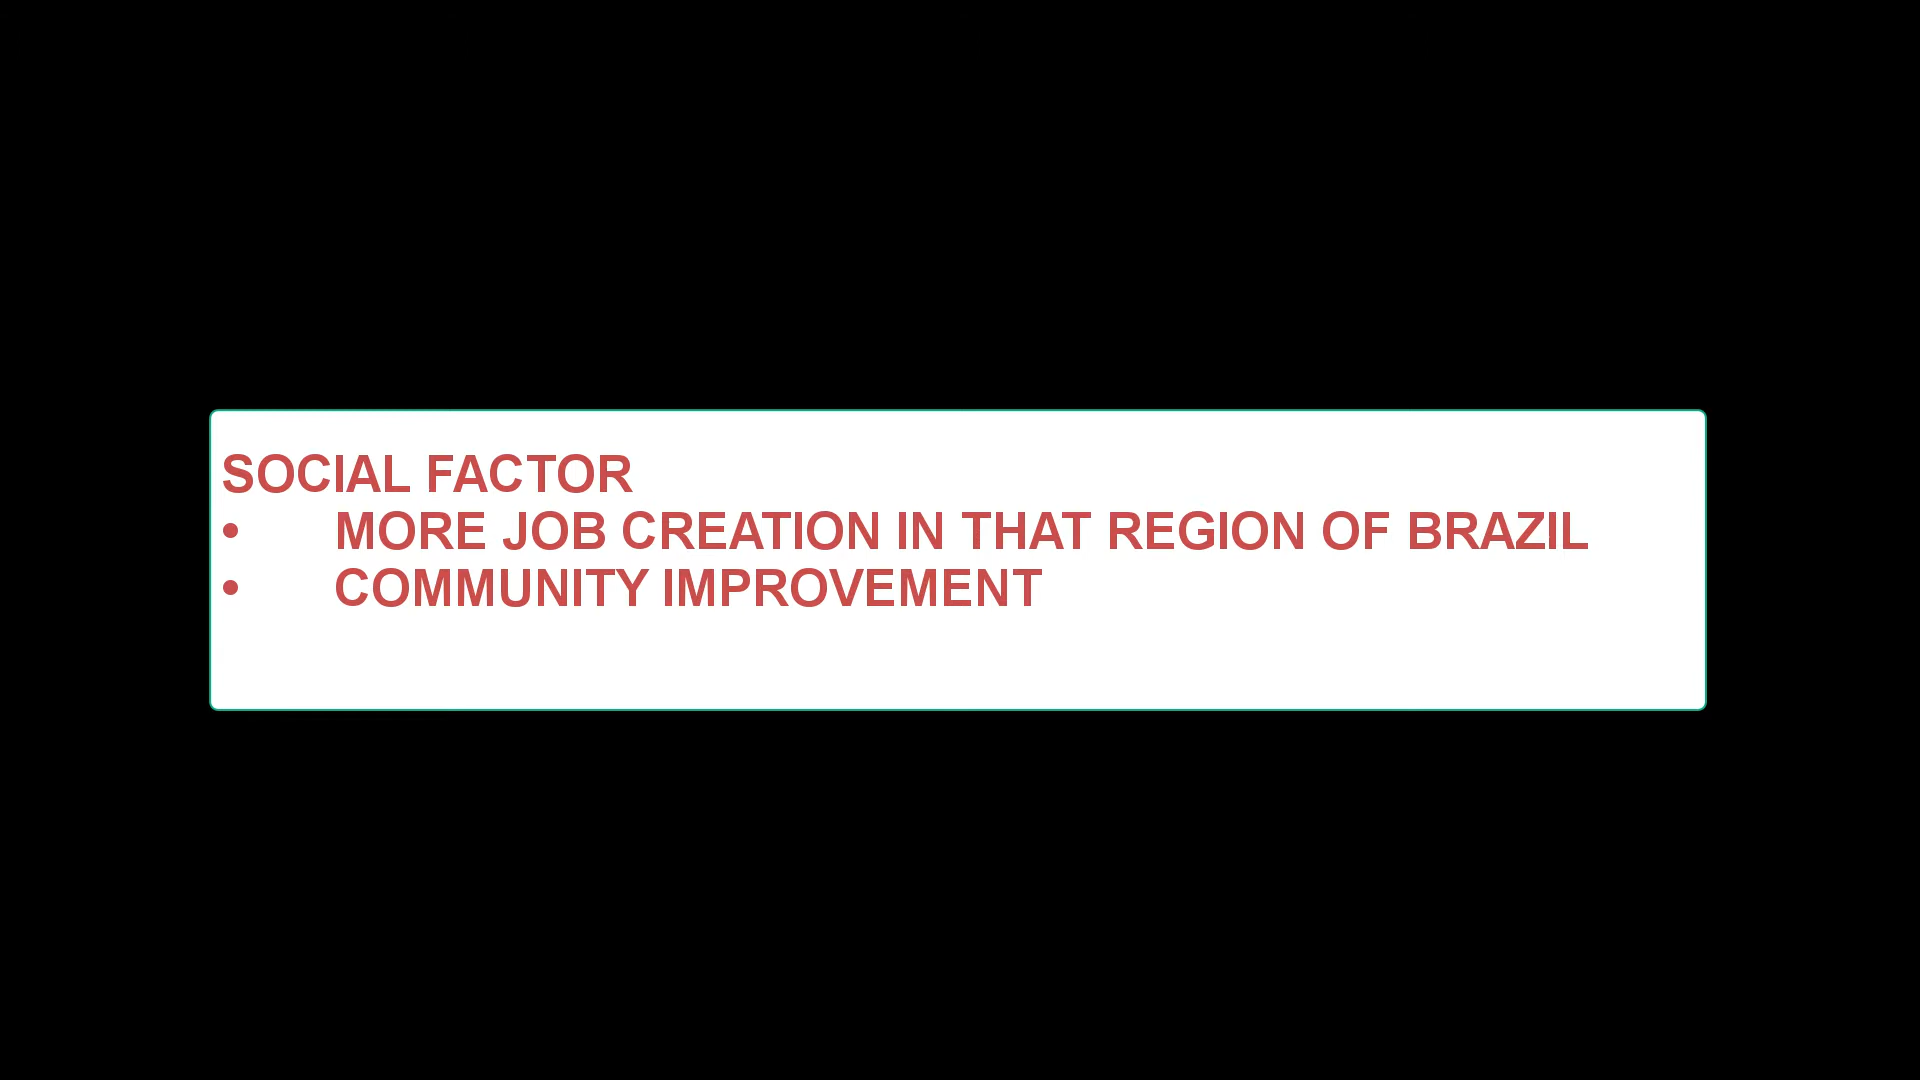 SOCIAL FACTOR
• MORE JOB CREATION IN THAT REGION OF BRAZIL
• COMMUNITY IMPROVEMENT